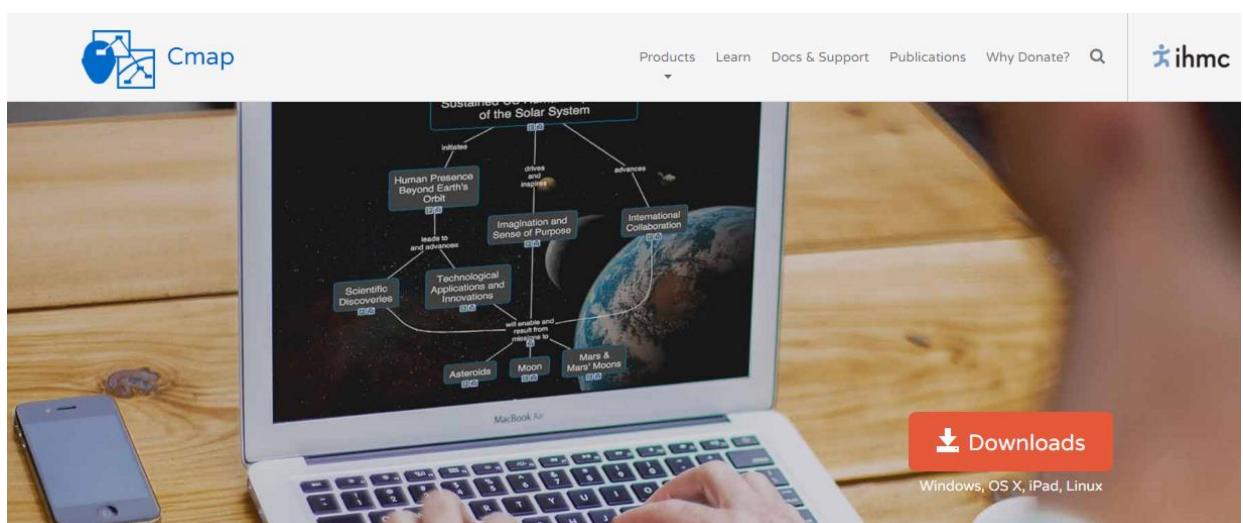 Cmap
Products
Learn
Docs & Support
Publications
Why Donate?
ihmc
of the Solar System
initiates
drives
and
inspires
advances
Human Presence
Beyond Earth's
Orbit
Imagination and
Sense of Purpose
International
Collaboration
leads to
and advances
Scientific
Discoveries
Technological
Applications and
Innovations
will enable and
result from
missions to
Asteroids
Moon
Mars &
Mars' Moons
MacBook Air
Downloads
Windows, OS X, iPad, Linux